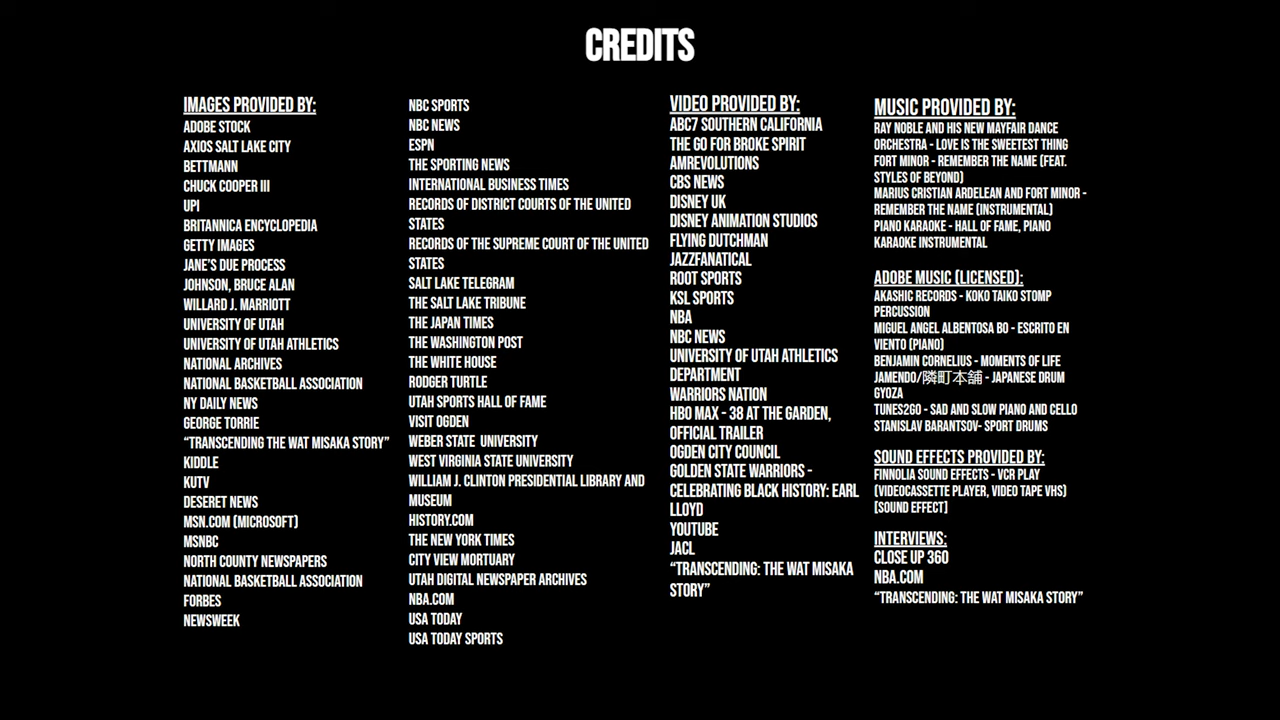 CREDITS
IMAGES PROVIDED BY:
ADOBE STOCK
AXIOS SALT LAKE CITY
BETTMANN
CHUCK COOPER III
UPI
BRITANNICA ENCYCLOPEDIA
GETTY IMAGES
JANE'S DUE PROCESS
JOHNSON, BRUCE ALAN
WILLARD J. MARRIOTT
UNIVERSITY OF UTAH
UNIVERSITY OF UTAH ATHLETICS
NATIONAL ARCHIVES
NATIONAL BASKETBALL ASSOCIATION
NY DAILY NEWS
GEORGE TORRIE
“TRANSCENDING THE WAT MISAKA STORY”
KIDDLE
KUTV
DESERET NEWS
MSN.COM (MICROSOFT)
MSNBC
NORTH COUNTY NEWSPAPERS
NATIONAL BASKETBALL ASSOCIATION
FORBES
NEWSWEEK
NBC SPORTS
NBC NEWS
ESPN
THE SPORTING NEWS
INTERNATIONAL BUSINESS TIMES
RECORDS OF DISTRICT COURTS OF THE UNITED
STATES
RECORDS OF THE SUPREME COURT OF THE UNITED
STATES
SALT LAKE TELEGRAM
THE SALT LAKE TRIBUNE
THE JAPAN TIMES
THE WASHINGTON POST
THE WHITE HOUSE
RODGER TURTLE
UTAH SPORTS HALL OF FAME
VISIT OGDEN
WEBER STATE UNIVERSITY
WEST VIRGINIA STATE UNIVERSITY
WILLIAM J. CLINTON PRESIDENTIAL LIBRARY AND
MUSEUM
HISTORY.COM
THE NEW YORK TIMES
CITY VIEW MORTUARY
UTAH DIGITAL NEWSPAPER ARCHIVES
NBA.COM
USA TODAY
USA TODAY SPORTS
VIDEO PROVIDED BY:
ABC7 SOUTHERN CALIFORNIA
THE GO FOR BROKE SPIRIT
AMREVOLUTIONS
CBS NEWS
DISNEY UK
DISNEY ANIMATION STUDIOS
FLYING DUTCHMAN
JAZZFANATICAL
ROOT SPORTS
KSL SPORTS
NBA
NBC NEWS
UNIVERSITY OF UTAH ATHLETICS
DEPARTMENT
WARRIORS NATION
HBO MAX - 38 AT THE GARDEN,
OFFICIAL TRAILER
OGDEN CITY COUNCIL
GOLDEN STATE WARRIORS -
CELEBRATING BLACK HISTORY: EARL
LLOYD
YOUTUBE
JACL
“TRANSCENDING: THE WAT MISAKA
STORY”
MUSIC PROVIDED BY:
RAY NOBLE AND HIS NEW MAYFAIR DANCE
ORCHESTRA - LOVE IS THE SWEETEST THING
FORT MINOR - REMEMBER THE NAME (FEAT.
STYLES OF BEYOND)
MARIUS CRISTIAN ARDELEAN AND FORT MINOR -
REMEMBER THE NAME (INSTRUMENTAL)
PIANO KARAOKE - HALL OF FAME, PIANO
KARAOKE INSTRUMENTAL
ADOBE MUSIC (LICENSED):
AKASHIC RECORDS - KOKO TAIKO STOMP
PERCUSSION
MIGUEL ANGEL ALBENTOSA BO - ESCRITO EN
VIENTO (PIANO)
BENJAMIN CORNELIUS - MOMENTS OF LIFE
JAMENDO/隣町本舗 - JAPANESE DRUM
GYOZA
TUNES2GO - SAD AND SLOW PIANO AND CELLO
STANISLAV BARANTSOV- SPORT DRUMS
SOUND EFFECTS PROVIDED BY:
FINNOLIA SOUND EFFECTS - VCR PLAY
(VIDEOCASSETTE PLAYER, VIDEO TAPE VHS)
[SOUND EFFECT]
INTERVIEWS:
CLOSE UP 360
NBA.COM
“TRANSCENDING: THE WAT MISAKA STORY”